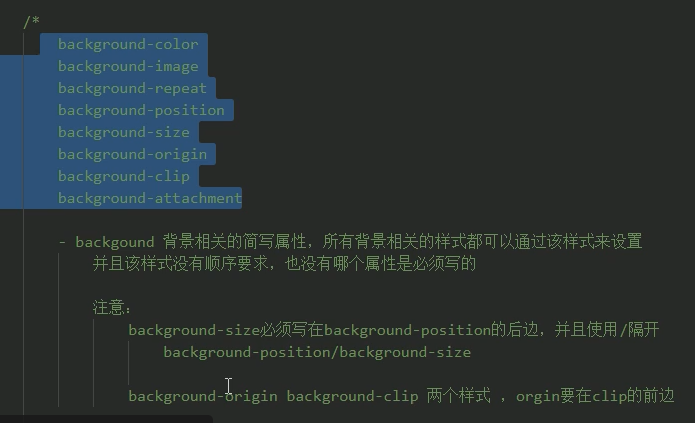 /*
background-color
background-image
background-repeat
background-position
background-size
background-origin
background-clip
background-attachment
- backgound 背景相关的简写属性，所有背景相关的样式都可以通过该样式来设置
并且该样式没有顺序要求，也没有哪个属性是必须写的
注意：
background-size必须写在background-position的后边，并且使用/隔开
background-position/background-size
background-origin background-clip 两个样式 ，orgin要在clip的前边